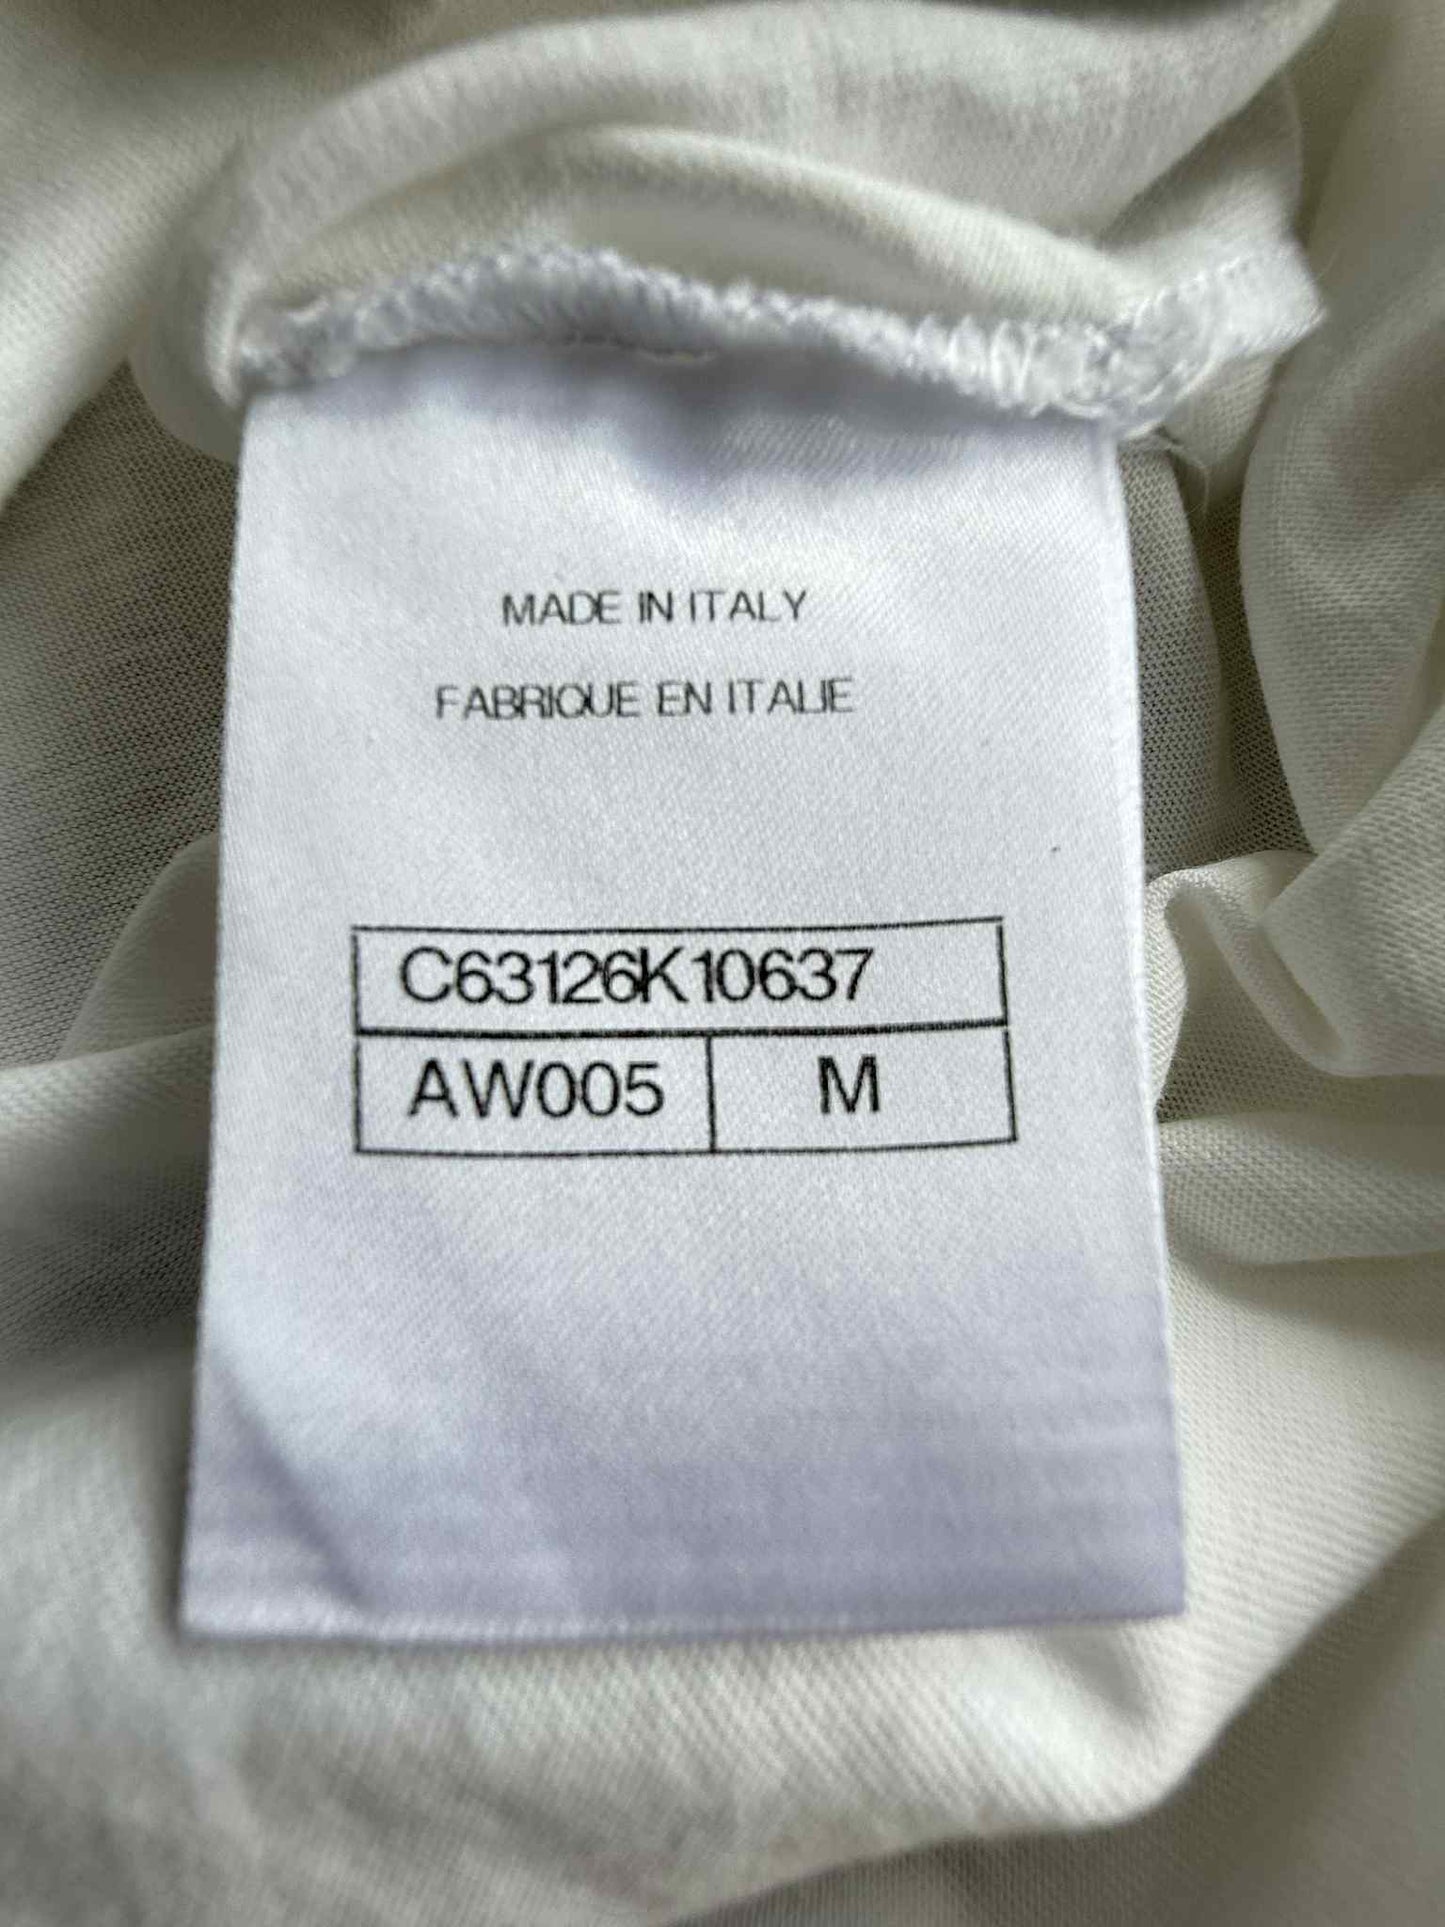 MADE IN ITALY
FABRIQUE EN ITALIE
C63126K10637
AW005 M